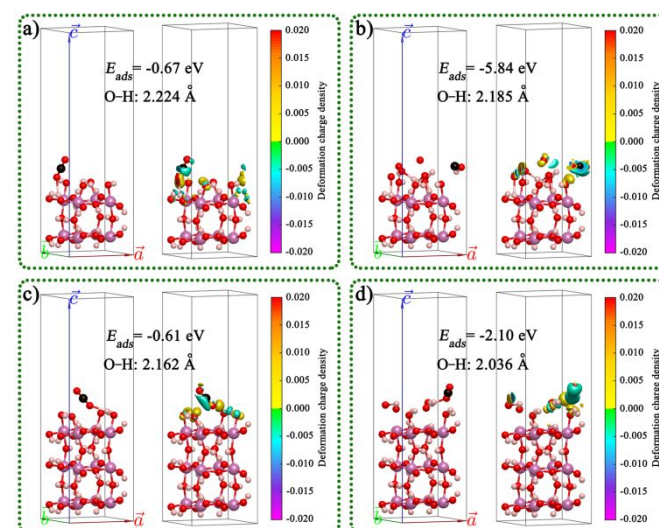 a)
c
E_ads= -0.67 eV
O–H: 2.224 Å
b
a
Deformation charge density
0.020
0.015
0.010
0.005
0.000
-0.005
-0.010
-0.015
-0.020
b)
c
E_ads= -5.84 eV
O–H: 2.185 Å
b
a
Deformation charge density
0.020
0.015
0.010
0.005
0.000
-0.005
-0.010
-0.015
-0.020
c)
c
E_ads= -0.61 eV
O–H: 2.162 Å
b
a
Deformation charge density
0.020
0.015
0.010
0.005
0.000
-0.005
-0.010
-0.015
-0.020
d)
c
E_ads= -2.10 eV
O–H: 2.036 Å
b
a
Deformation charge density
0.020
0.015
0.010
0.005
0.000
-0.005
-0.010
-0.015
-0.020